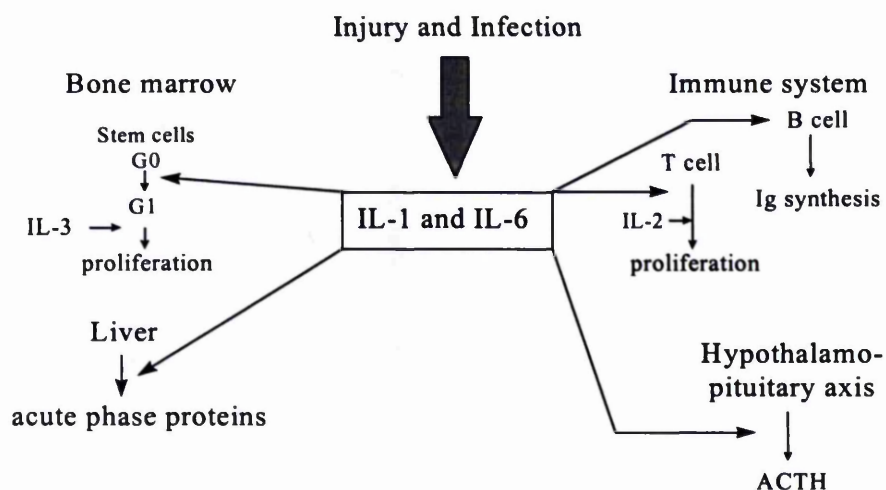 Injury and Infection
Bone marrow
Stem cells
G0
G1
IL-3
proliferation
Liver
acute phase proteins
IL-1 and IL-6
Immune system
B cell
Ig synthesis
T cell
IL-2
proliferation
Hypothalamo-
pituitary axis
ACTH